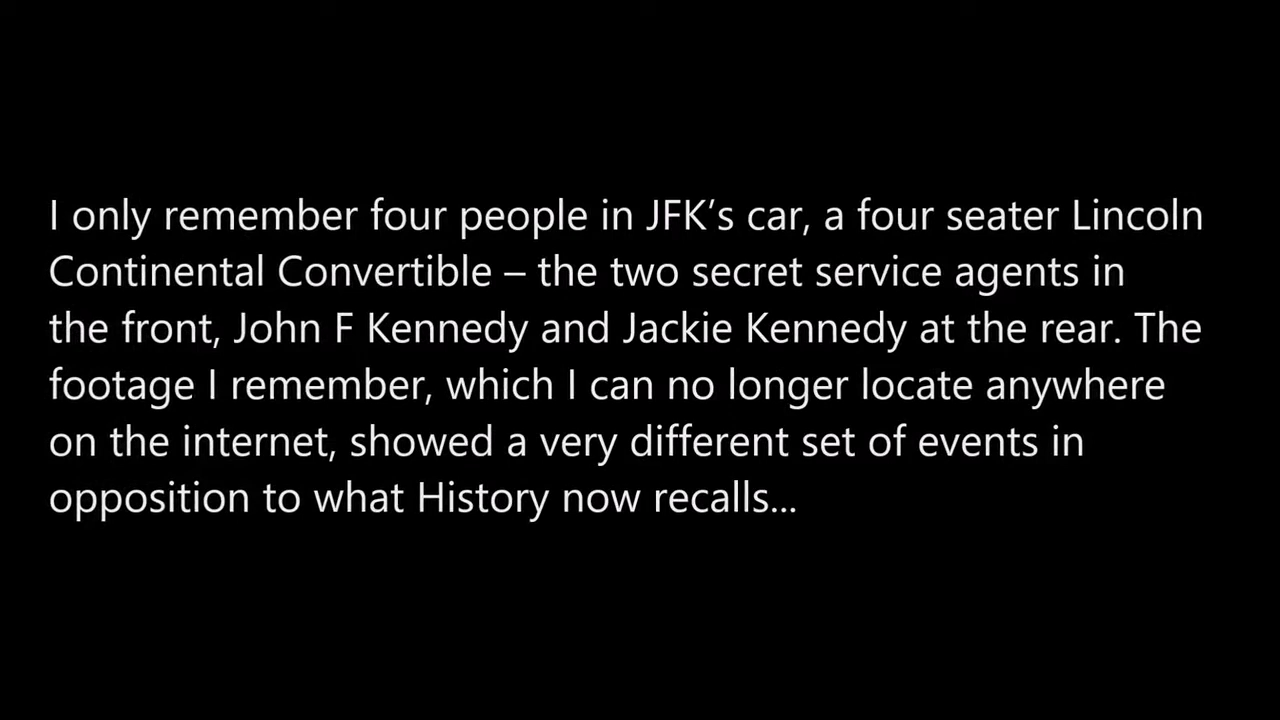 I only remember four people in JFK’s car, a four seater Lincoln
Continental Convertible – the two secret service agents in
the front, John F Kennedy and Jackie Kennedy at the rear. The
footage I remember, which I can no longer locate anywhere
on the internet, showed a very different set of events in
opposition to what History now recalls...